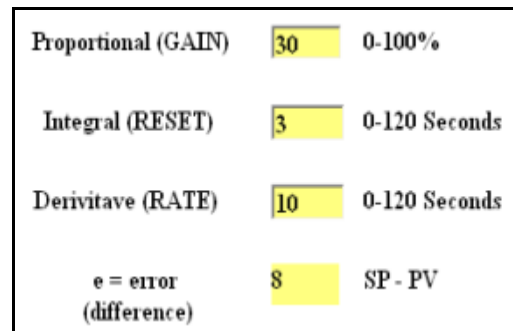 Proportional (GAIN) 30 0-100%
Integral (RESET) 3 0-120 Seconds
Derivitave (RATE) 10 0-120 Seconds
e = error 8 SP - PV
(difference)